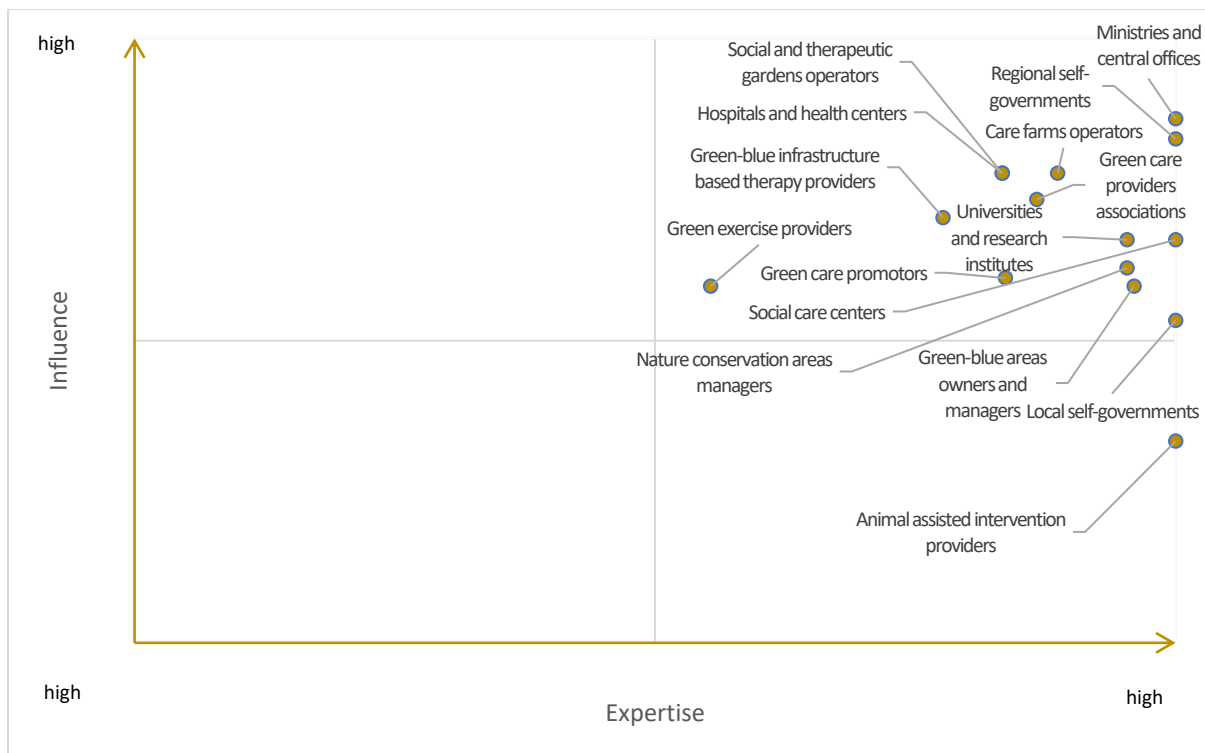 high
Ministries and
central offices
Social and therapeutic
gardens operators
Regional self-
governments
Hospitals and health centers
Care farms operators
Green-blue infrastructure
based therapy providers
Green care
providers
associations
Universities
and research
institutes
Green exercise providers
Green care promotors
Social care centers
Nature conservation areas
managers
Green-blue areas
owners and
managers
Local self-governments
Animal assisted intervention
providers
Influence
high
high
Expertise